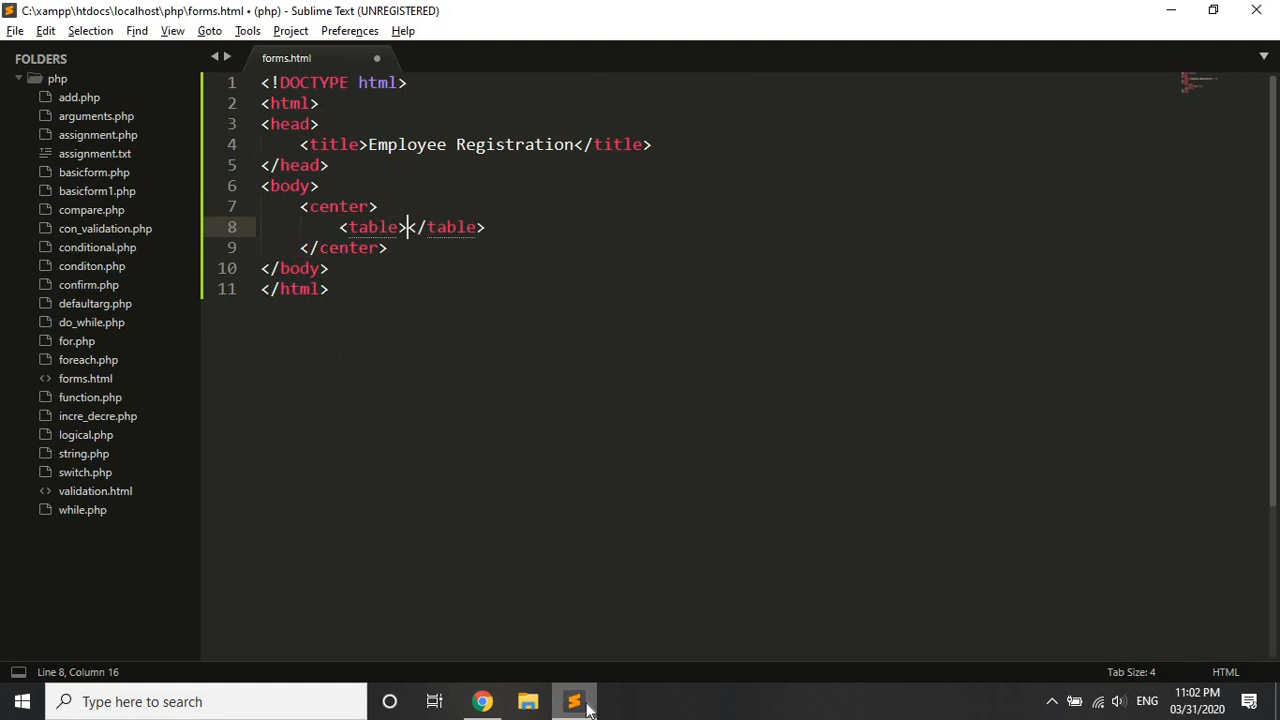 C:\xampp\htdocs\localhost\php\forms.html • (php) - Sublime Text (UNREGISTERED)
File Edit Selection Find View Goto Tools Project Preferences Help
FOLDERS
php
add.php
arguments.php
assignment.php
assignment.txt
basicform.php
basicform1.php
compare.php
con_validation.php
conditional.php
conditon.php
confirm.php
defaultarg.php
do_while.php
for.php
foreach.php
forms.html
function.php
incre_decre.php
logical.php
string.php
switch.php
validation.html
while.php
forms.html
1 <!DOCTYPE html>
2 <html>
3 <head>
4 <title>Employee Registration</title>
5 </head>
6 <body>
7 <center>
8 <table></table>
9 </center>
10 </body>
11 </html>
Line 8, Column 16
Tab Size: 4
HTML
Type here to search
ENG
11:02 PM
03/31/2020